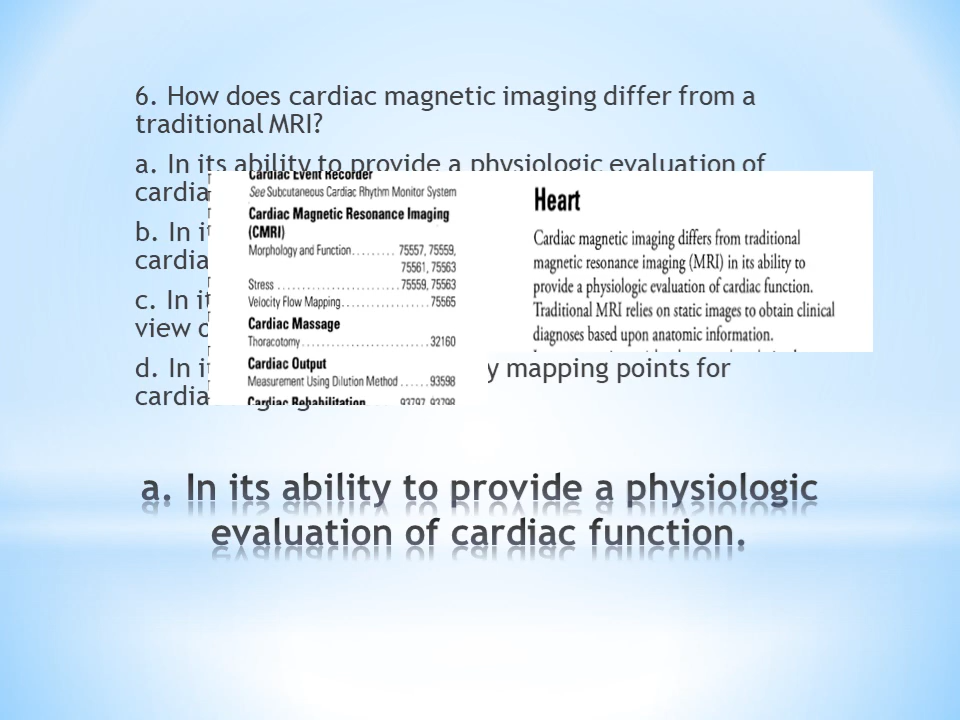 6. How does cardiac magnetic imaging differ from a
traditional MRI?
a. In its ability to provide a physiologic evaluation of
cardia
b. In i
cardia
c. In it
view o
d. In i
y mapping points for
cardia
Cardiac Event Recorder
See Subcutaneous Cardiac Rhythm Monitor System
Cardiac Magnetic Resonance Imaging
(CMRI)
Morphology and Function . . . . . . . . 75557, 75559,
75561, 75563
Stress . . . . . . . . . . . . . . . . . . . . . . . . 75559, 75563
Velocity Flow Mapping . . . . . . . . . . . . . . . . . 75565
Cardiac Massage
Thoracotomy . . . . . . . . . . . . . . . . . . . . . . . . . 32160
Cardiac Output
Measurement Using Dilution Method . . . . . . 93598
Cardiac Rehabilitation . . . . . . . . 93797, 93798
Heart
Cardiac magnetic imaging differs from traditional
magnetic resonance imaging (MRI) in its ability to
provide a physiologic evaluation of cardiac function.
Traditional MRI relies on static images to obtain clinical
diagnoses based upon anatomic information.
a. In its ability to provide a physiologic
evaluation of cardiac function.